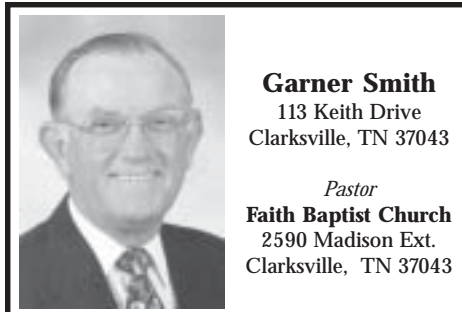 Garner Smith
113 Keith Drive
Clarksville, TN 37043
Pastor
Faith Baptist Church
2590 Madison Ext.
Clarksville, TN 37043